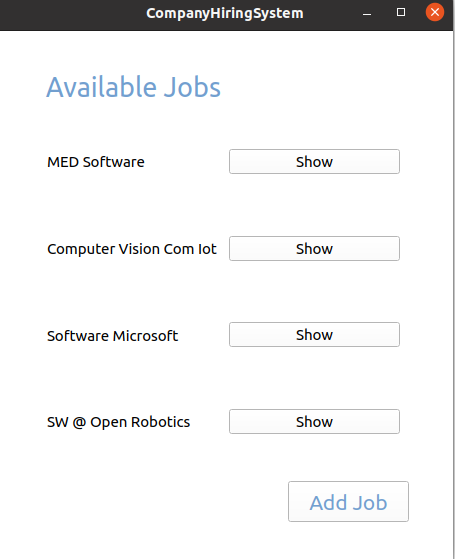 CompanyHiringSystem
Available Jobs
MED Software Show
Computer Vision Com Iot Show
Software Microsoft Show
SW @ Open Robotics Show
Add Job